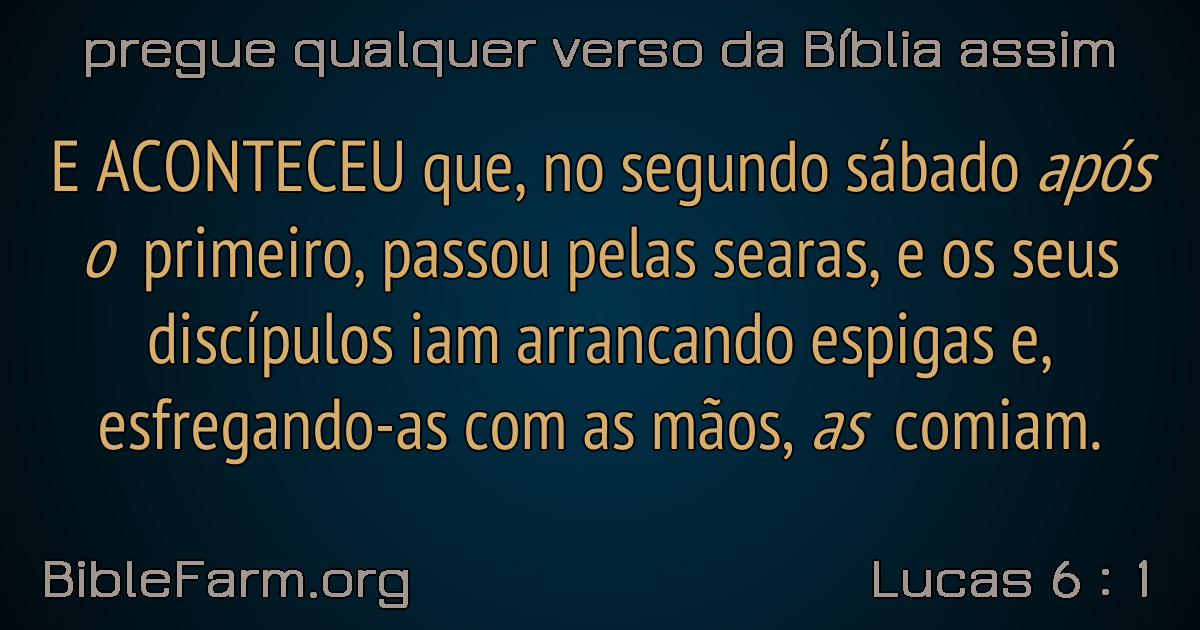 pregue qualquer verso da Bíblia assim
E ACONTECEU que, no segundo sábado após
o primeiro, passou pelas searas, e os seus
discípulos iam arrancando espigas e,
esfregando-as com as mãos, as comiam.
BibleFarm.org
Lucas 6 : 1